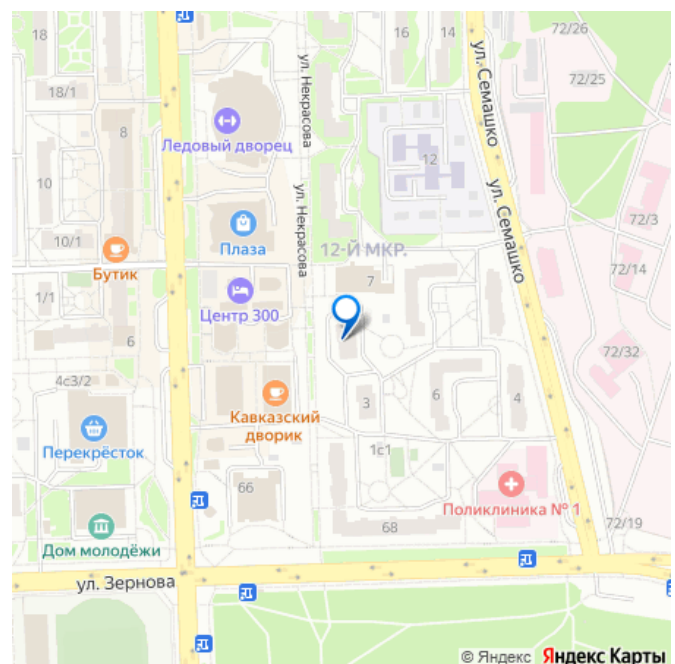 18
16
14
72/26
72/25
18/1
8
ул. Некрасова
ул. Семашко
Ледовый дворец
12
10
ул. Некрасова
ул. Семашко
72/3
10/1
Плаза
12-Й МКР.
72/14
Бутик
7
1/1
Центр 300
6
72/32
4с3/2
3
6
4
Кавказский
дворик
Перекрёсток
1с1
66
Поликлиника № 1
68
72/19
Дом молодёжи
ул. Зернова
© Яндекс Яндекс Карты